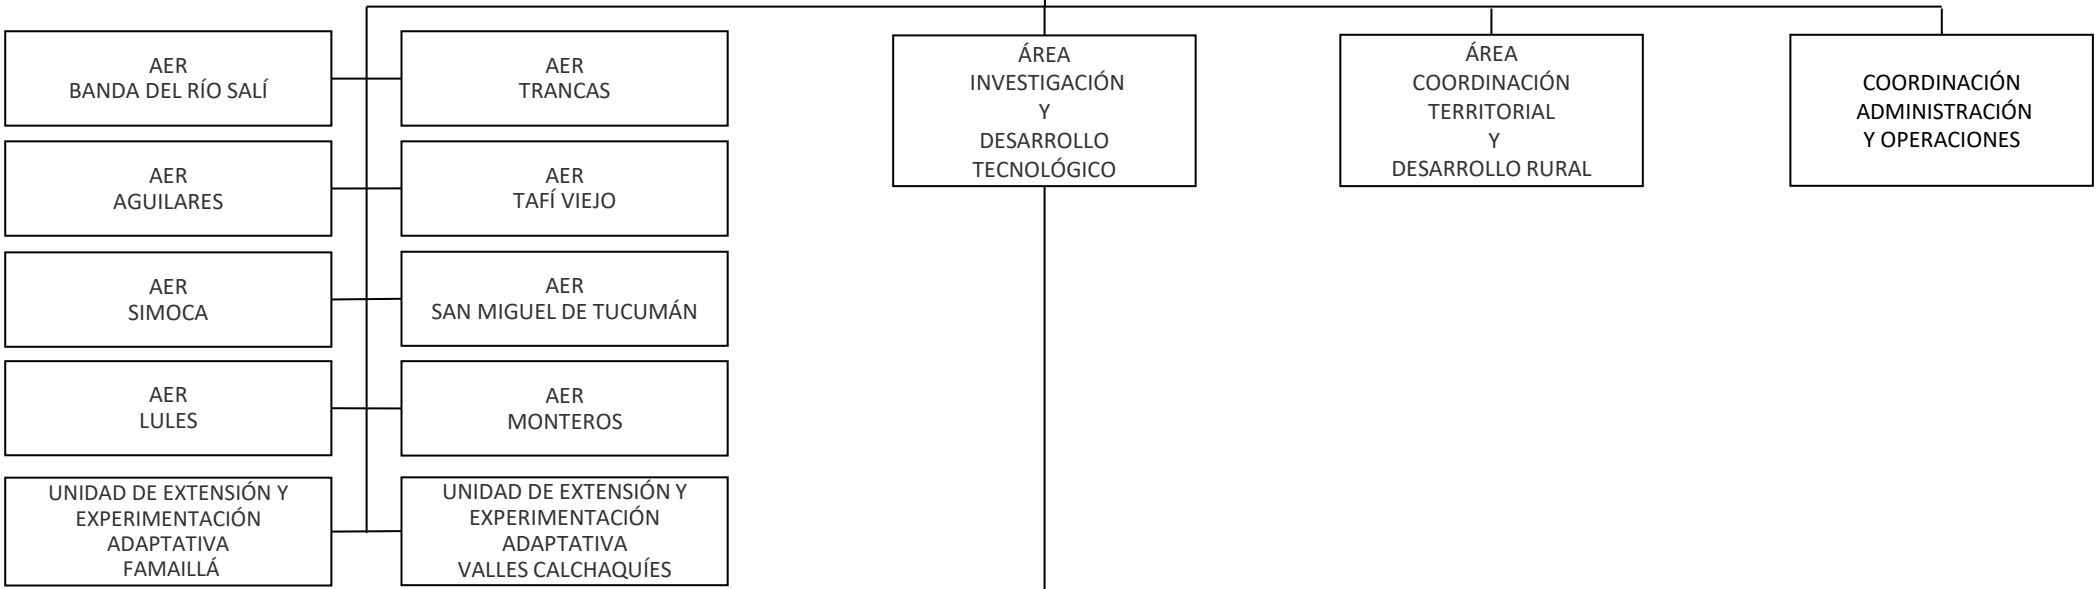 AER
BANDA DEL RÍO SALÍ
AER
TRANCAS
AER
AGUILARES
AER
TAFÍ VIEJO
AER
SIMOCA
AER
SAN MIGUEL DE TUCUMÁN
AER
LULES
AER
MONTEROS
UNIDAD DE EXTENSIÓN Y
EXPERIMENTACIÓN
ADAPTATIVA
FAMAILLÁ
UNIDAD DE EXTENSIÓN Y
EXPERIMENTACIÓN
ADAPTATIVA
VALLES CALCHAQUÍES
ÁREA
INVESTIGACIÓN
Y
DESARROLLO
TECNOLÓGICO
ÁREA
COORDINACIÓN
TERRITORIAL
Y
DESARROLLO RURAL
COORDINACIÓN
ADMINISTRACIÓN
Y OPERACIONES